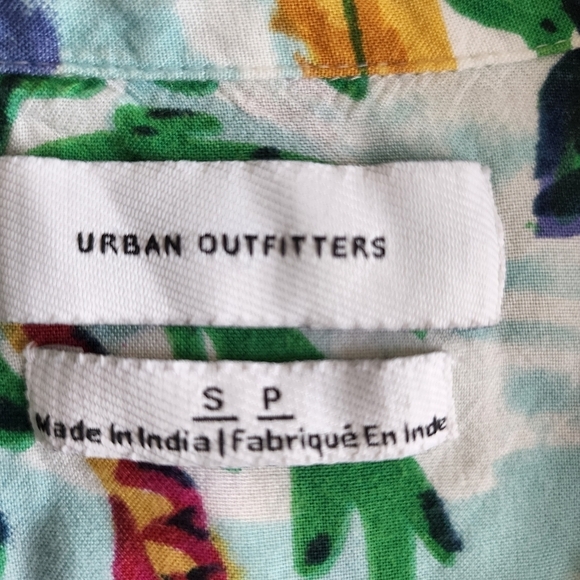 URBAN OUTFITTERS
S P
Made In India | Fabriqué En Inde